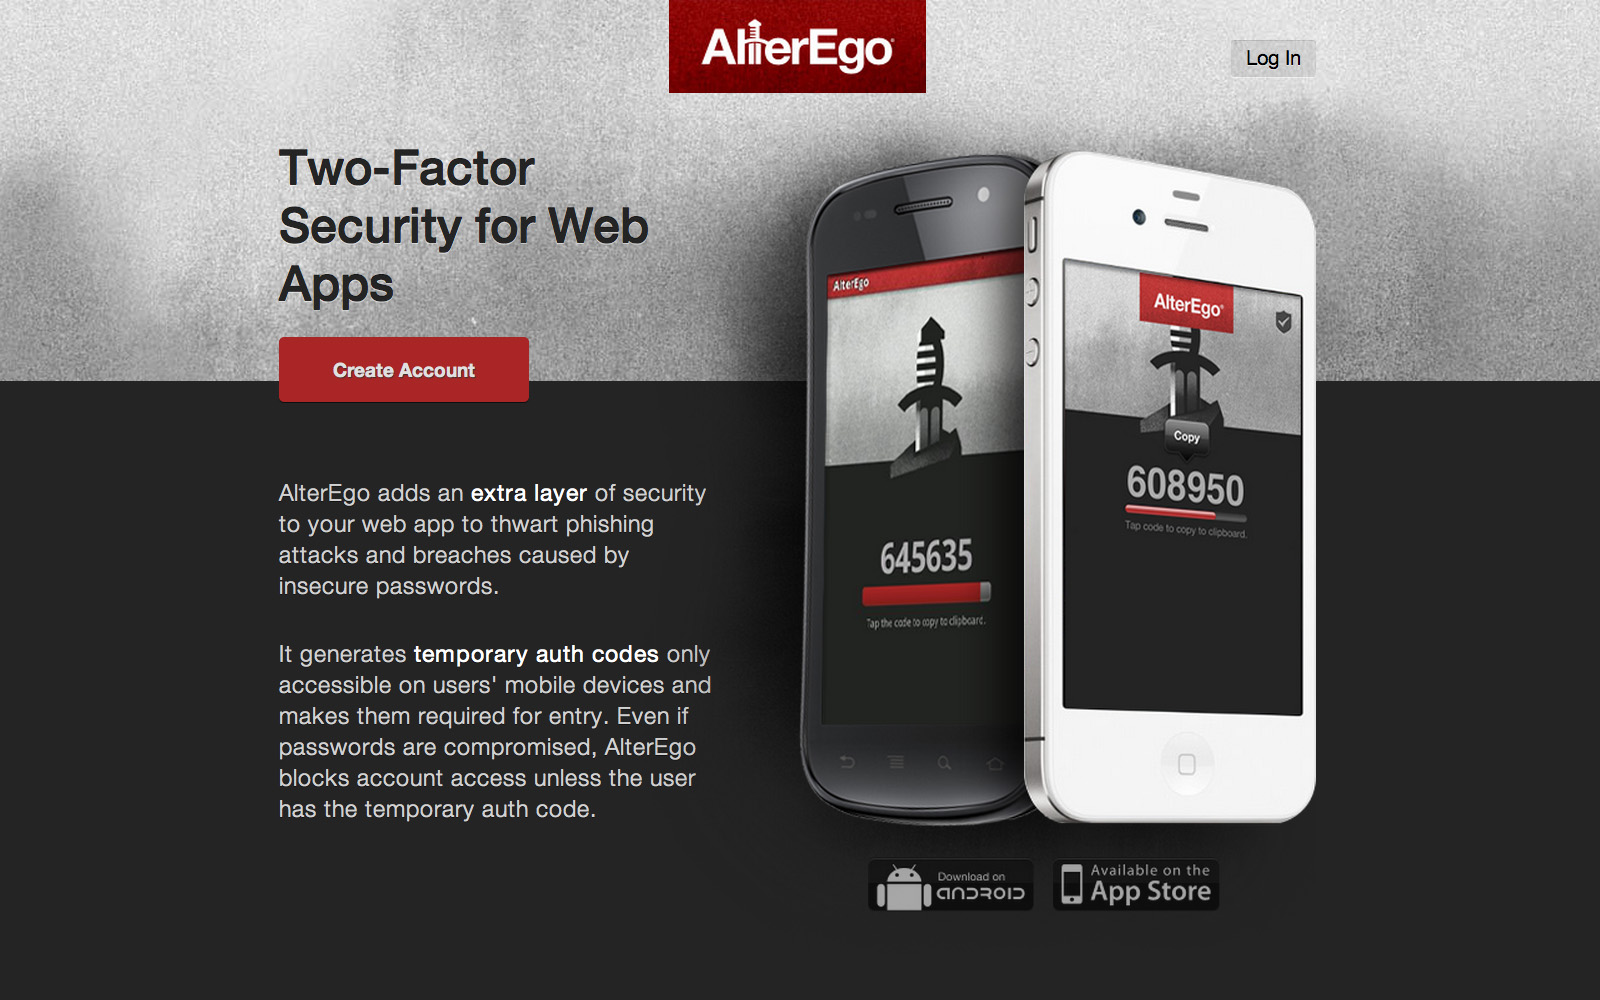 AlterEgo
Log In
Two-Factor
Security for Web
Apps
Create Account
AlterEgo adds an extra layer of security
to your web app to thwart phishing
attacks and breaches caused by
insecure passwords.
It generates temporary auth codes only
accessible on users' mobile devices and
makes them required for entry. Even if
passwords are compromised, AlterEgo
blocks account access unless the user
has the temporary auth code.
AlterEgo
645635
Tap the code to copy to clipboard.
AlterEgo
Copy
608950
Tap code to copy to clipboard.
Download on
ANDROID
Available on the
App Store